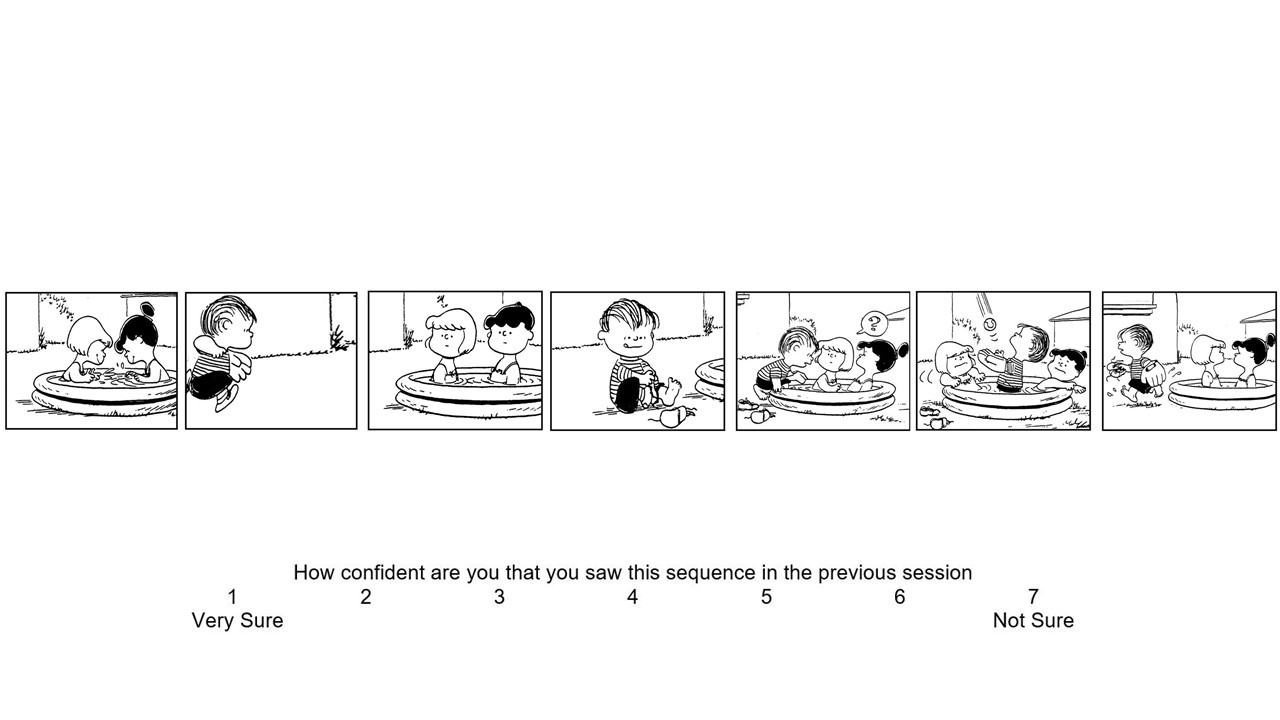 ?
How confident are you that you saw this sequence in the previous session
1 2 3 4 5 6 7
Very Sure Not Sure